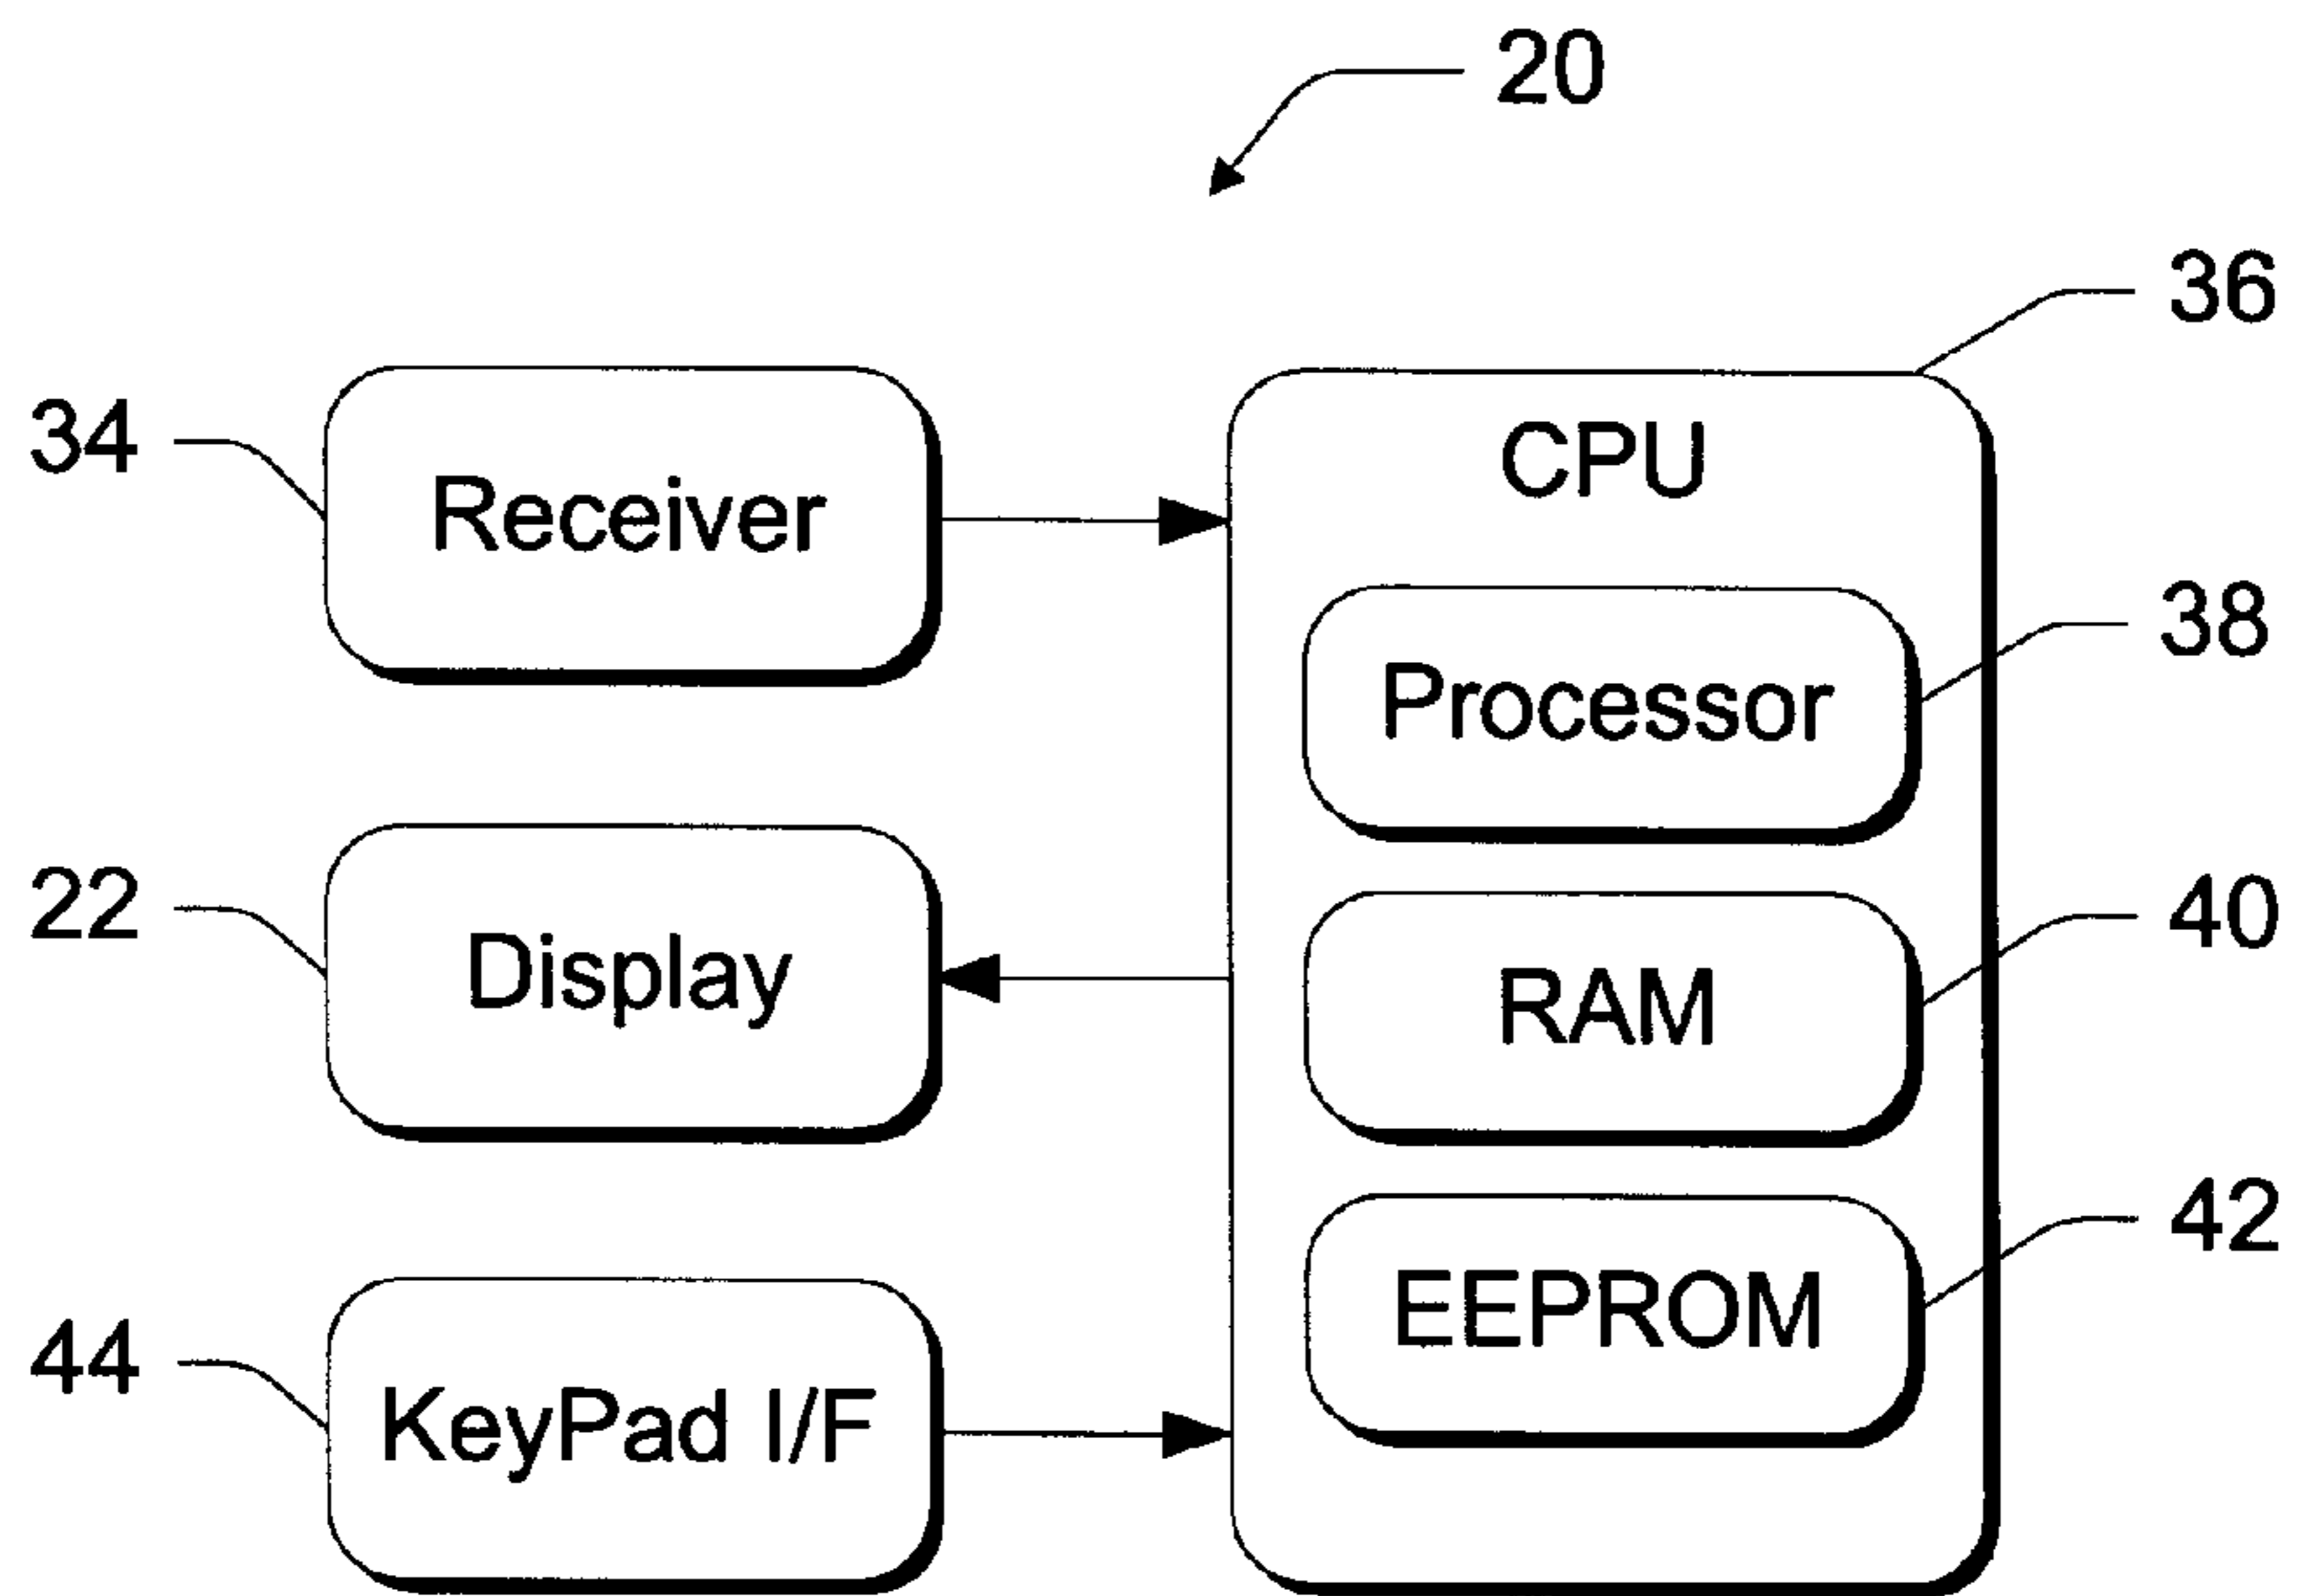 20
36
34
Receiver
CPU
38
Processor
22
Display
40
RAM
42
EEPROM
44
KeyPad I/F